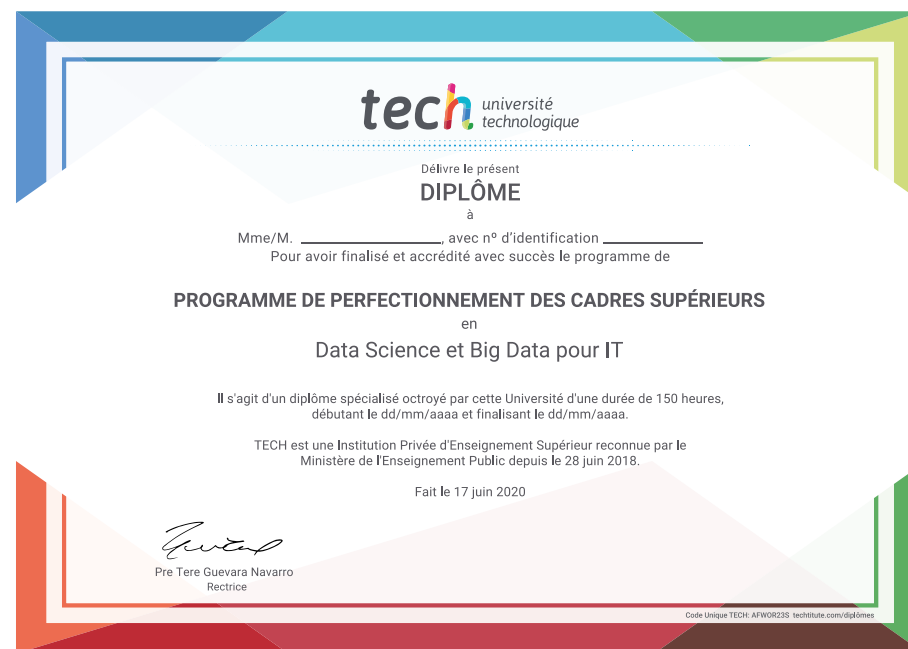 tech université
technologique
Délivre le présent
DIPLÔME
à
Mme/M. ____________________, avec nº d'identification ______________
Pour avoir finalisé et accrédité avec succès le programme de
PROGRAMME DE PERFECTIONNEMENT DES CADRES SUPÉRIEURS
en
Data Science et Big Data pour IT
Il s'agit d'un diplôme spécialisé octroyé par cette Université d'une durée de 150 heures,
débutant le dd/mm/aaaa et finalisant le dd/mm/aaaa.
TECH est une Institution Privée d'Enseignement Supérieur reconnue par le
Ministère de l'Enseignement Public depuis le 28 juin 2018.
Fait le 17 juin 2020
Pre Tere Guevara Navarro
Rectrice
Code Unique TECH: AFWOR23S techtitute.com/diplômes